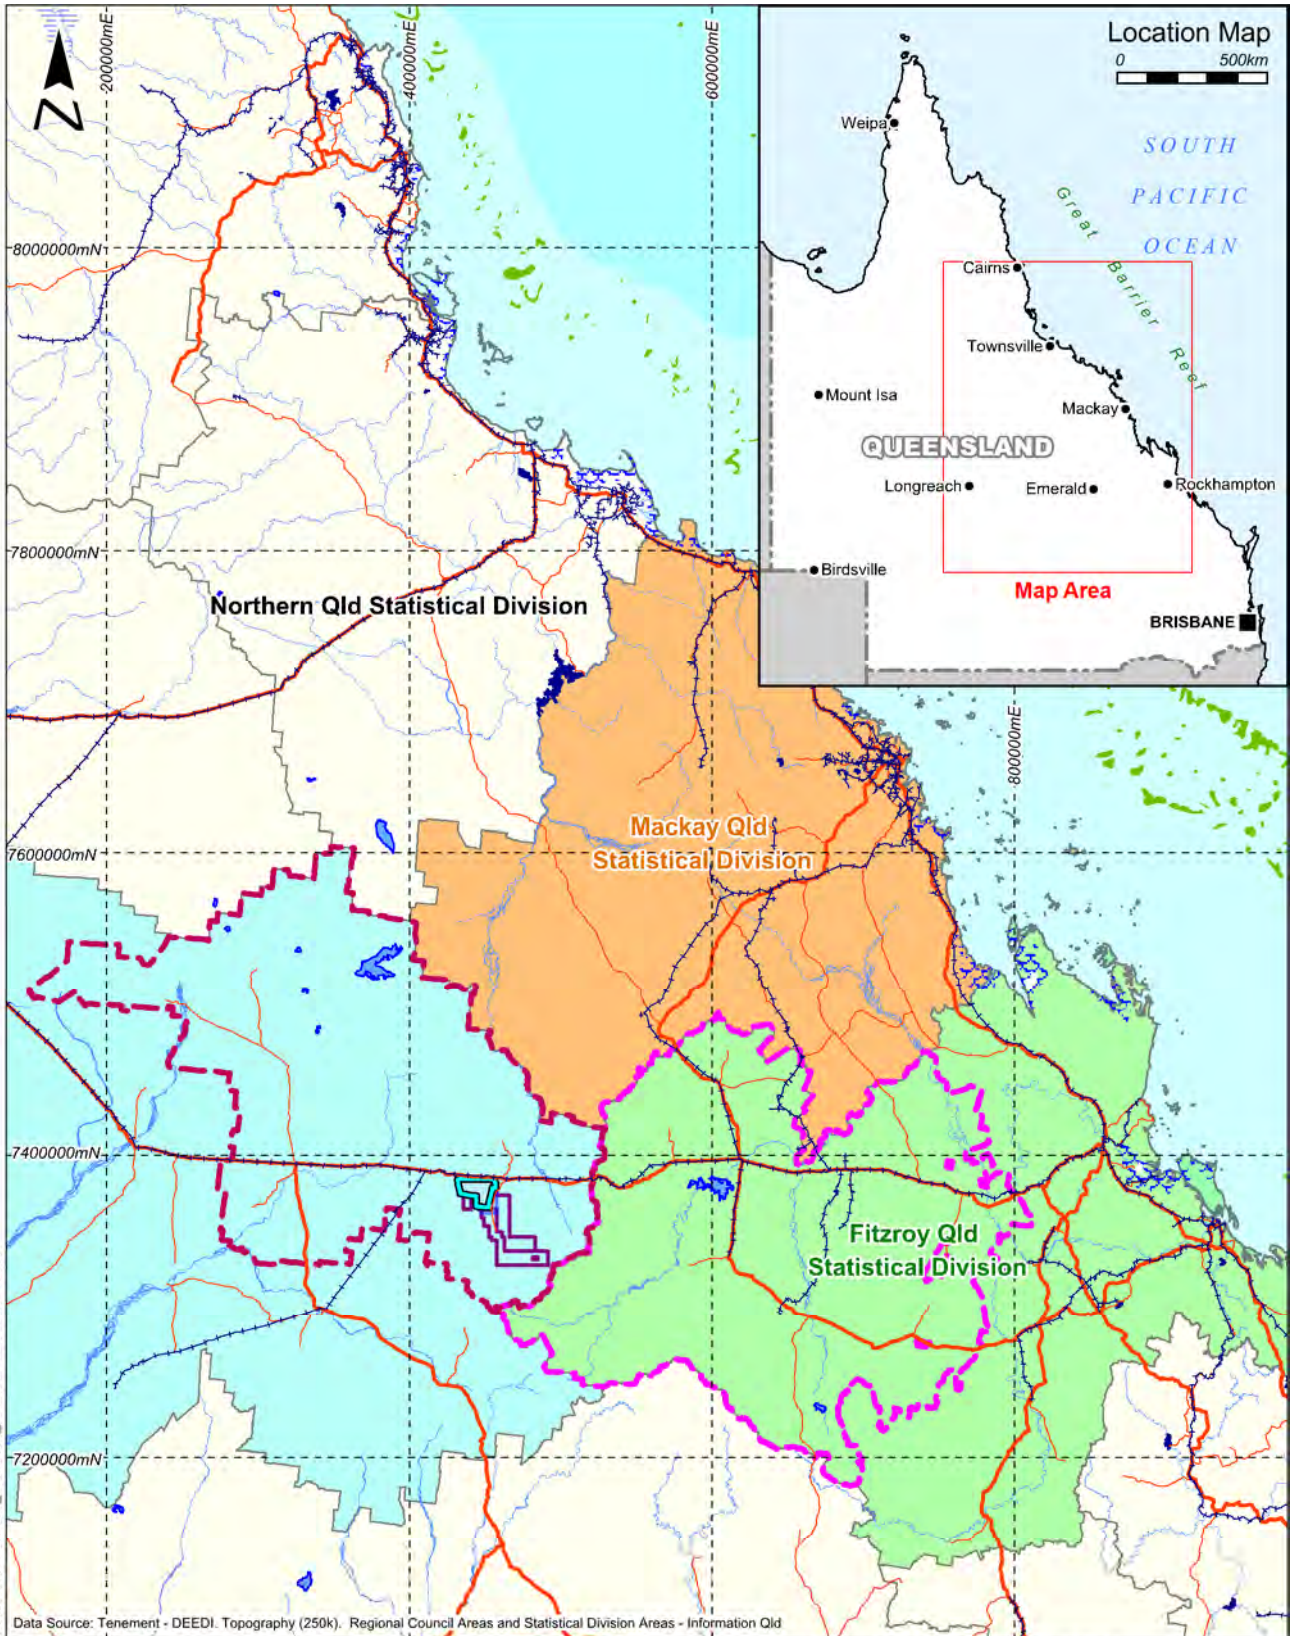 Location Map
0 500km
Weipa
SOUTH
PACIFIC
OCEAN
Great Barrier Reef
Cairns
Townsville
Mount Isa
Mackay
QUEENSLAND
Longreach
Emerald
Rockhampton
Birdsville
Map Area
BRISBANE
N
200000mE
400000mE
600000mE
800000mE
8000000mN
7800000mN
Northern Qld Statistical Division
Mackay Qld
Statistical Division
7600000mN
7400000mN
Fitzroy Qld
Statistical Division
7200000mN
Data Source: Tenement - DEEDI. Topography (250k). Regional Council Areas and Statistical Division Areas - Information Qld